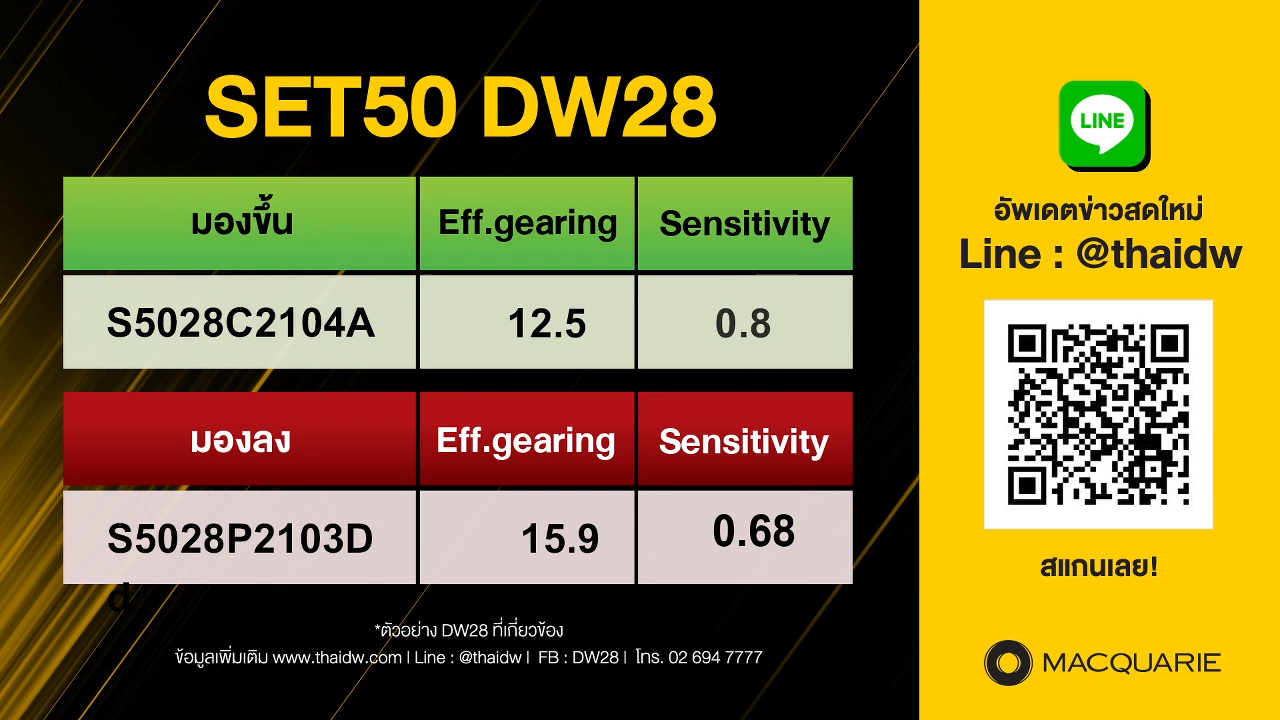 SET50 DW28
มองขึ้น Eff.gearing Sensitivity
S5028C2104A 12.5 0.8
มองลง Eff.gearing Sensitivity
S5028P2103D 15.9 0.68
d
*ตัวอย่าง DW28 ที่เกี่ยวข้อง
ข้อมูลเพิ่มเติม www.thaidw.com | Line : @thaidw | FB : DW28 | โทร. 02 694 7777
LINE
อัพเดตข่าวสดใหม่
Line : @thaidw
สแกนเลย!
MACQUARIE